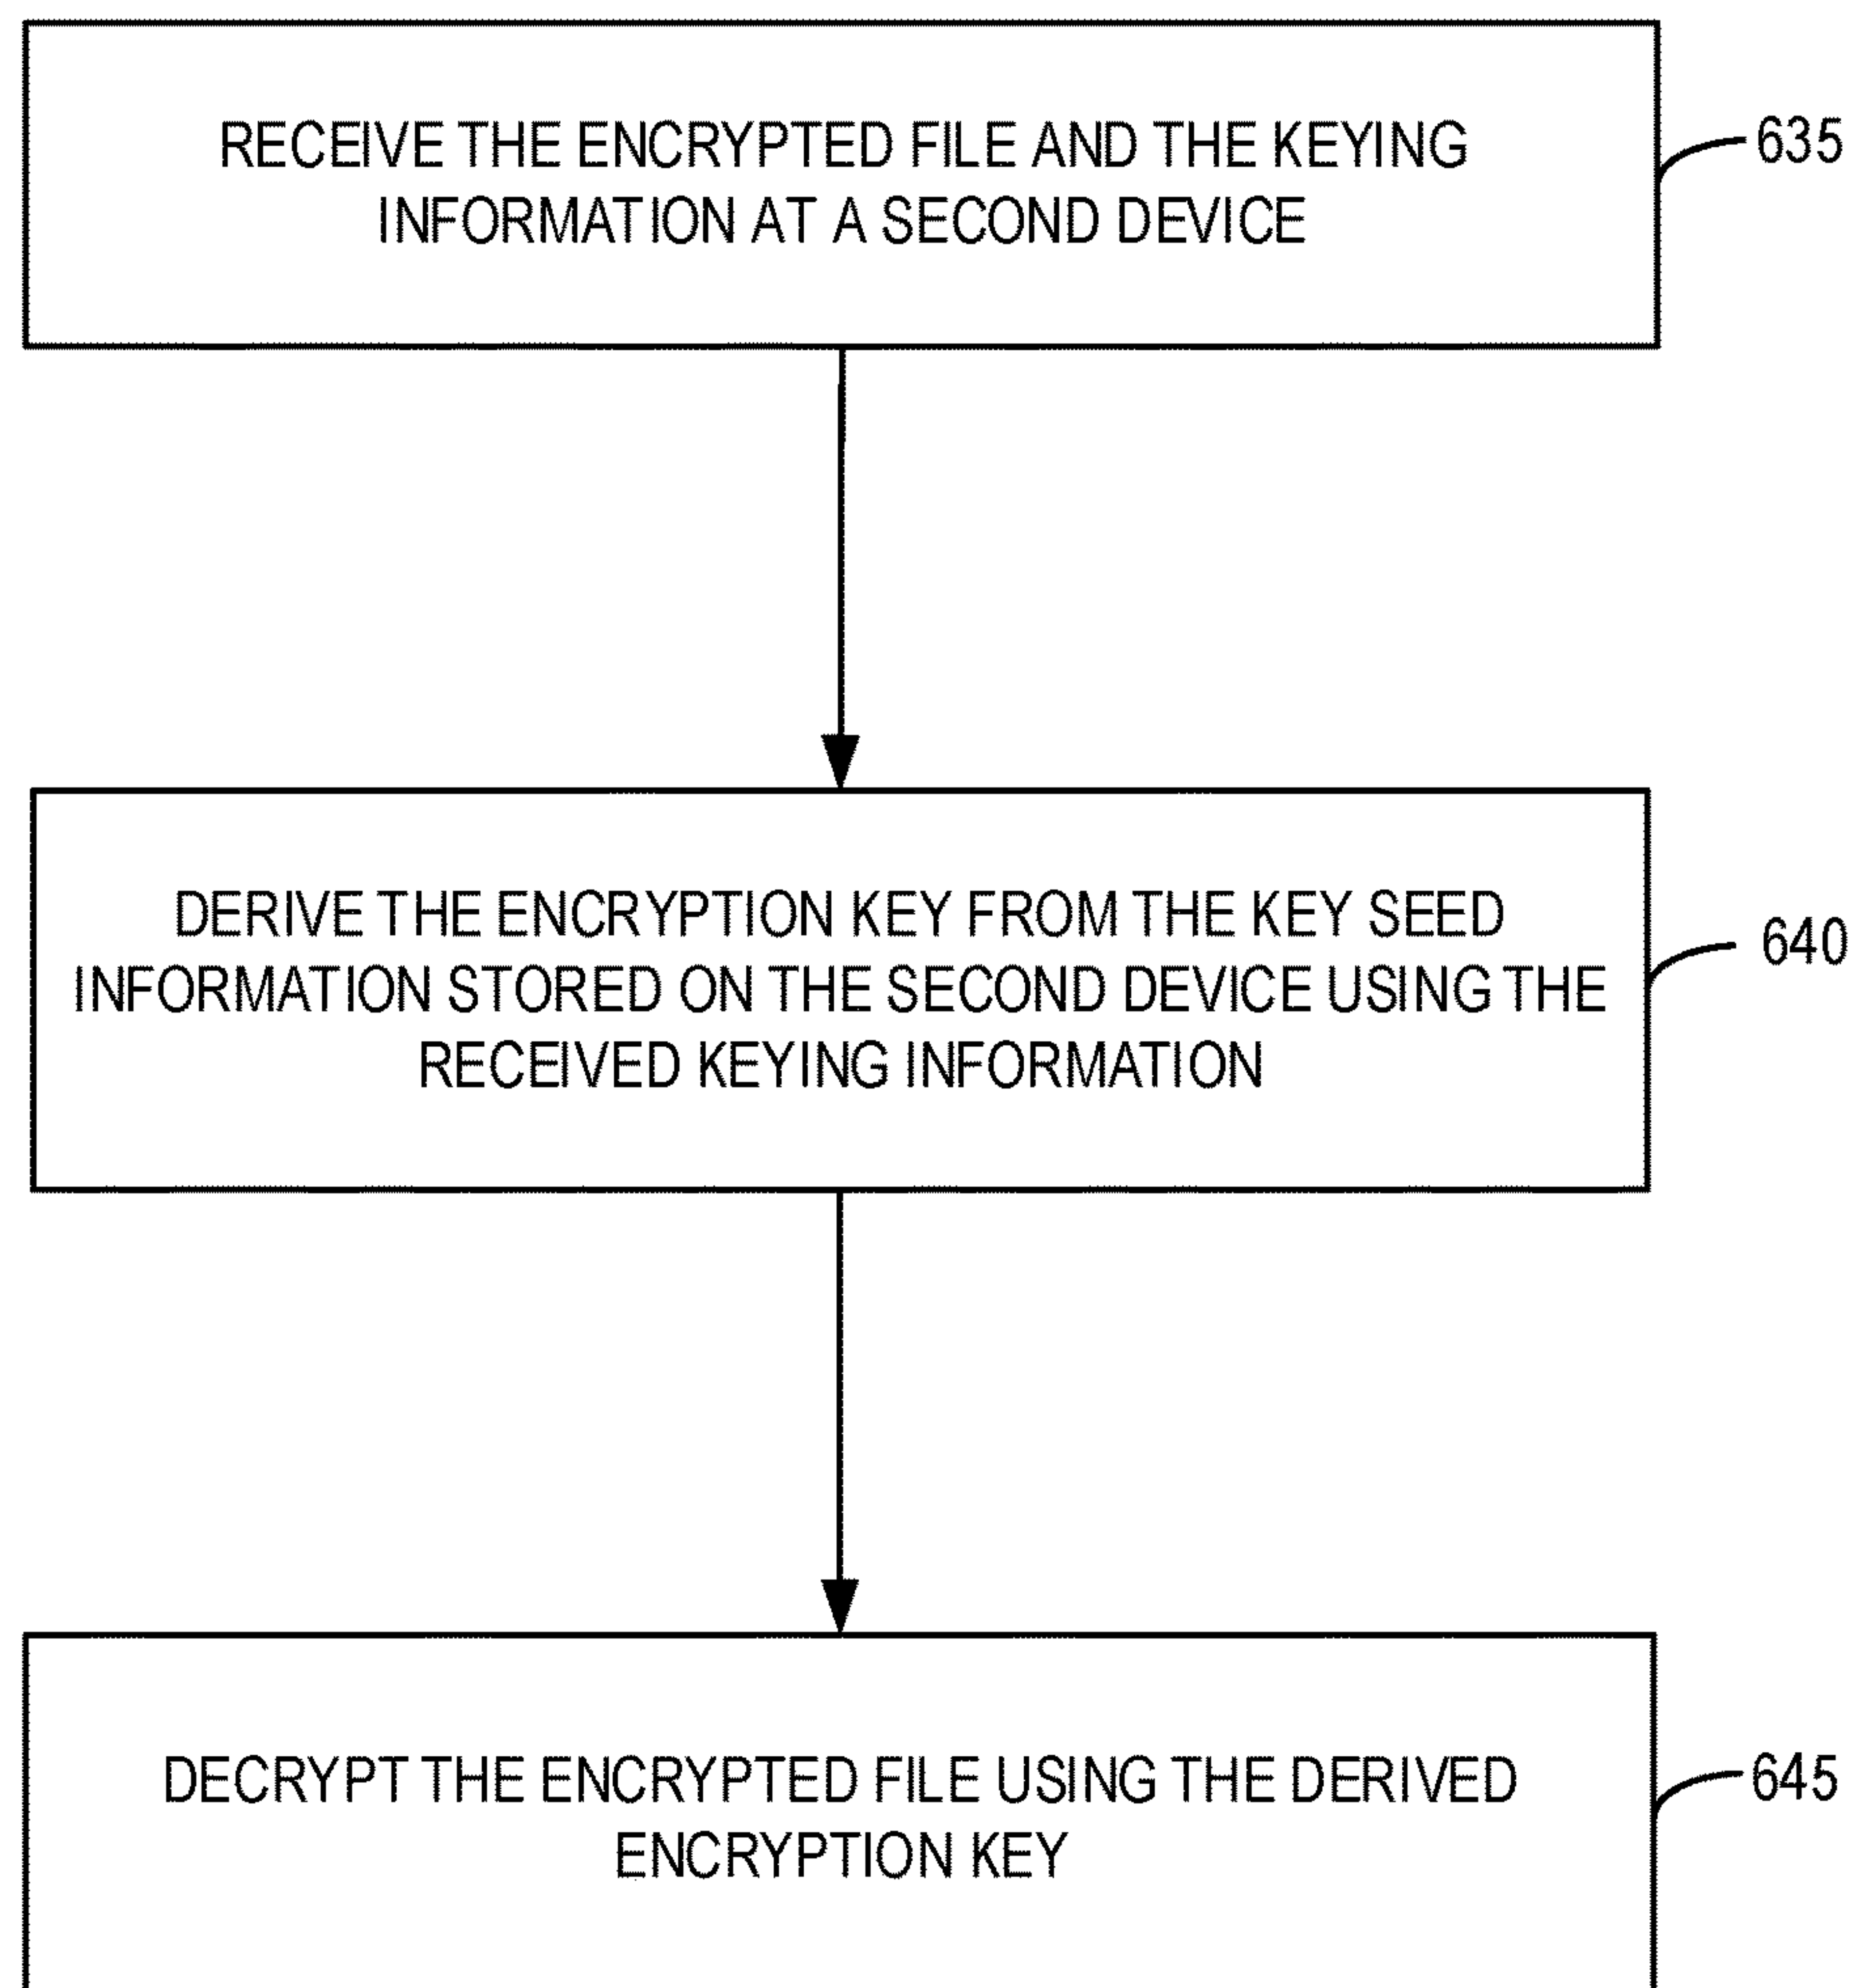 RECEIVE THE ENCRYPTED FILE AND THE KEYING
INFORMATION AT A SECOND DEVICE
635
DERIVE THE ENCRYPTION KEY FROM THE KEY SEED
INFORMATION STORED ON THE SECOND DEVICE USING THE
RECEIVED KEYING INFORMATION
640
DECRYPT THE ENCRYPTED FILE USING THE DERIVED
ENCRYPTION KEY
645